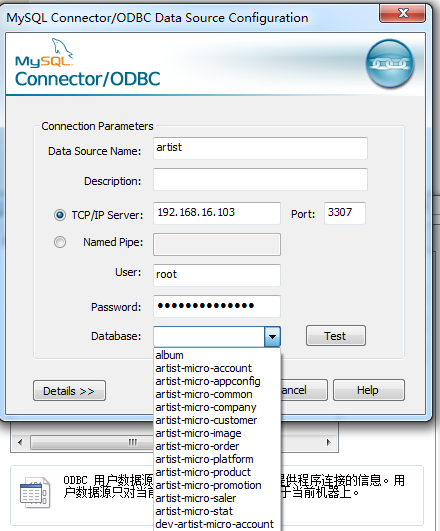 MySQL Connector/ODBC Data Source Configuration
MySQL
Connector/ODBC
Connection Parameters
Data Source Name: artist
Description:
TCP/IP Server: 192.168.16.103 Port: 3307
Named Pipe:
User: root
Password: ●●●●●●●●●●●●●●
Database: Test
album
artist-micro-account
artist-micro-appconfig
artist-micro-common
artist-micro-company
artist-micro-customer
artist-micro-image
artist-micro-order
artist-micro-platform
artist-micro-product
artist-micro-promotion
artist-micro-saler
artist-micro-stat
dev-artist-micro-account
Details >> ancel Help
ODBC 用户数据源 提供程序连接的信息。用
户数据源只对当前 于当前机器上。